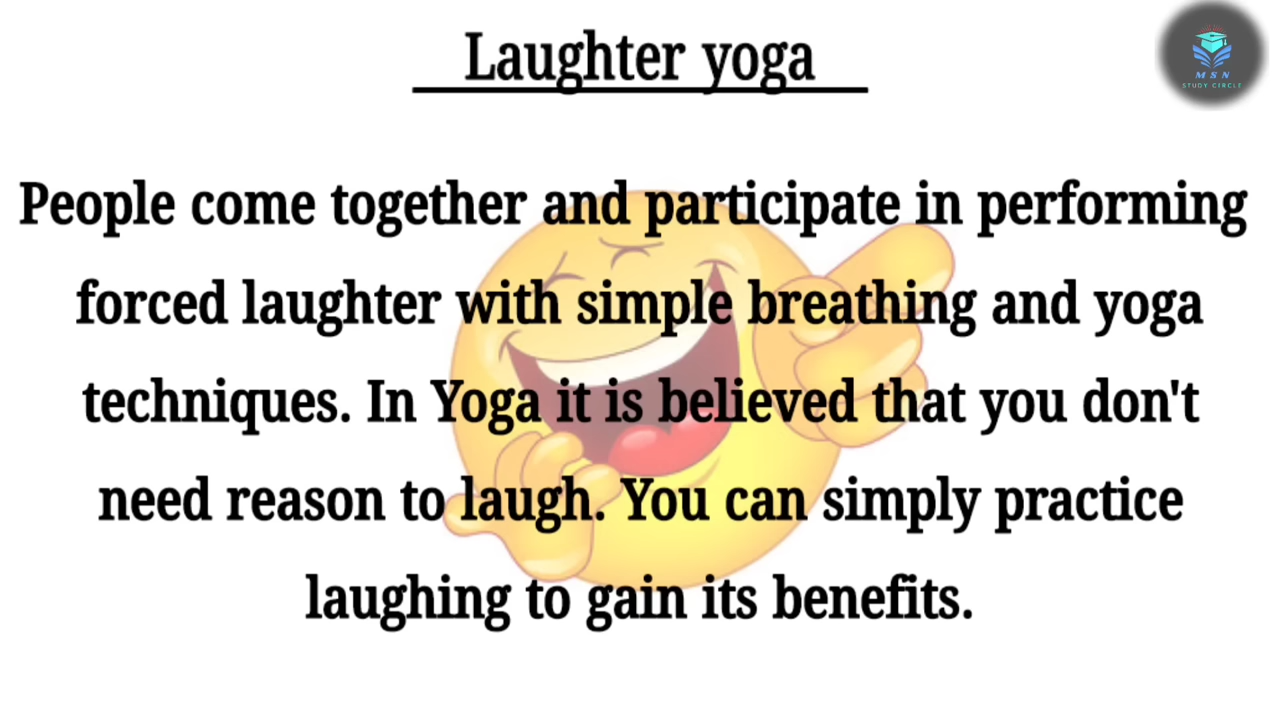 Laughter yoga
M S N
STUDY CIRCLE
People come together and participate in performing
forced laughter with simple breathing and yoga
techniques. In Yoga it is believed that you don't
need reason to laugh. You can simply practice
laughing to gain its benefits.